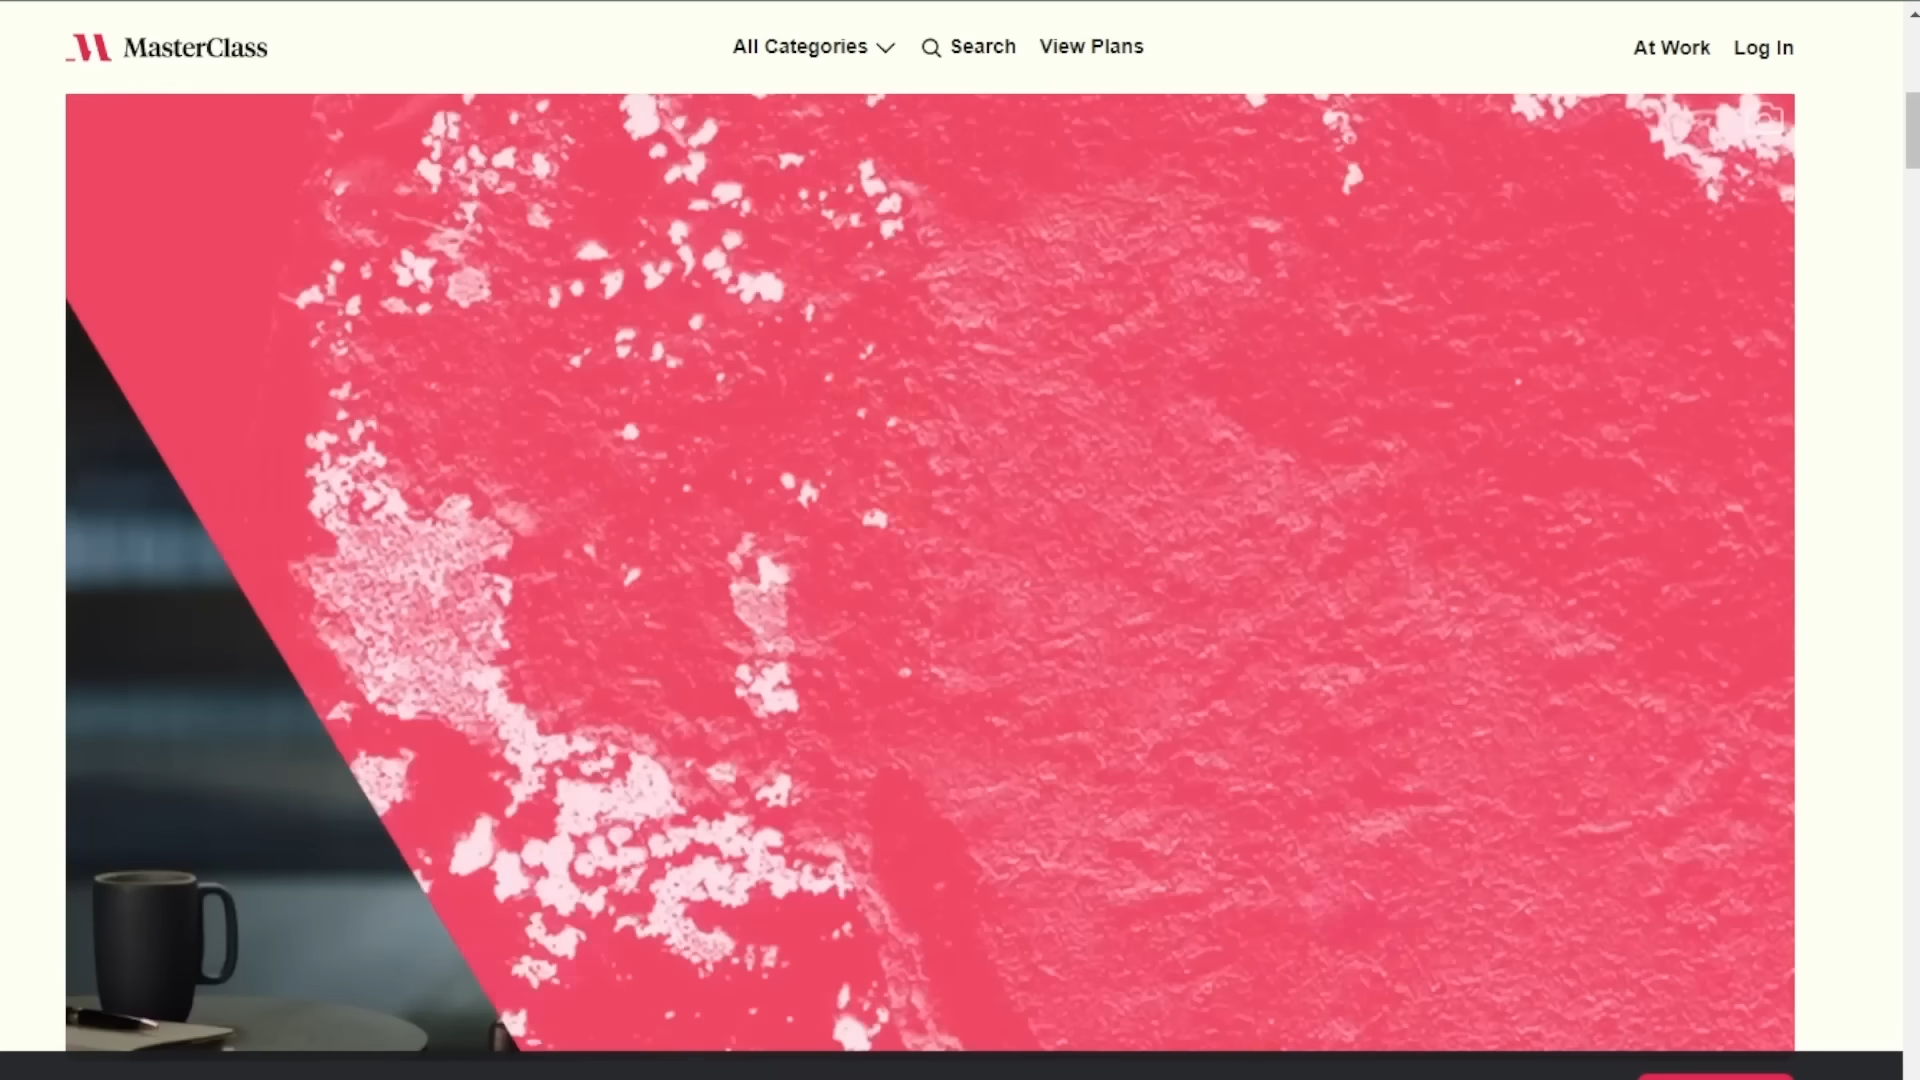 MasterClass
All Categories
Search
View Plans
At Work
Log In